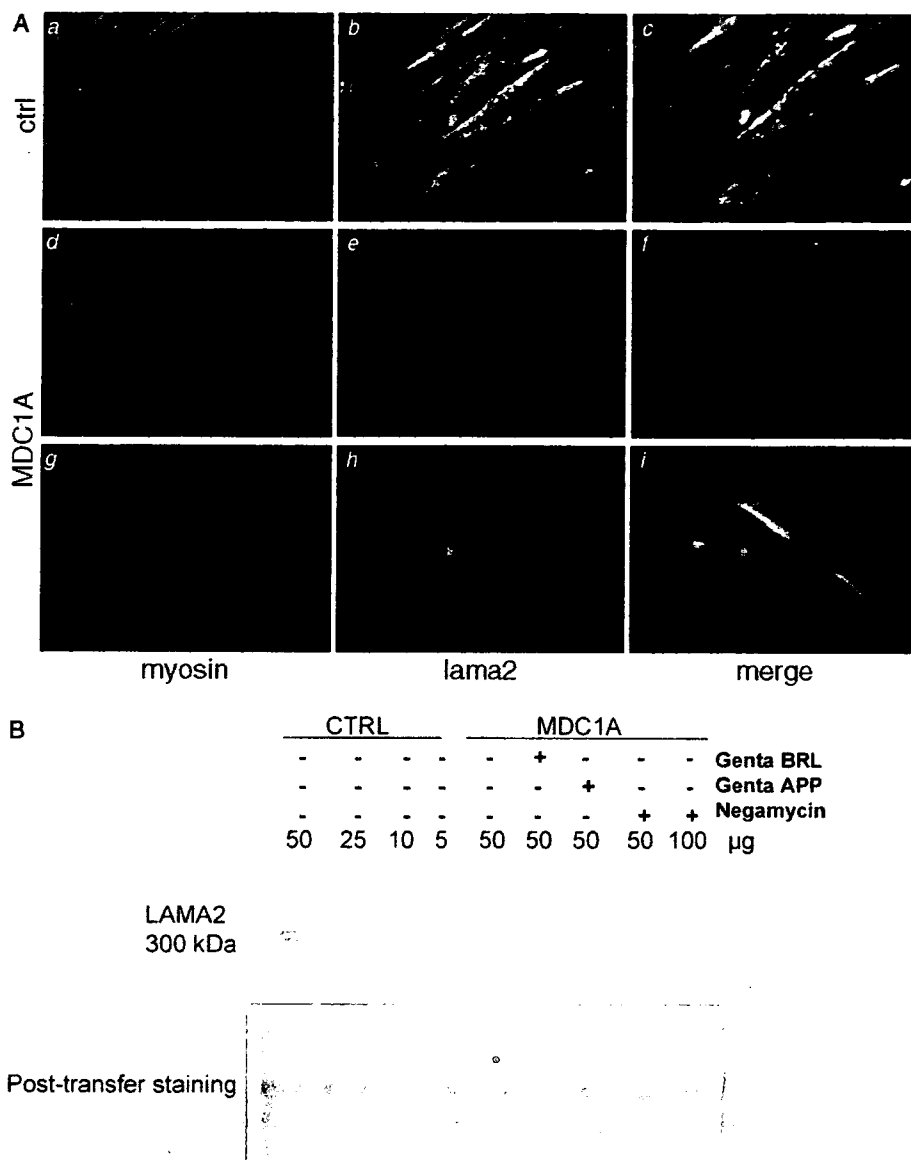 A
a b c
ctrl
d e f
MDC1A
g h i
myosin lama2 merge
B
CTRL MDC1A
- - - - - + - - - Genta BRL
- - - - - - + - - Genta APP
- - - - - - - + + Negamycin
50 25 10 5 50 50 50 50 100 µg
LAMA2
300 kDa
Post-transfer staining